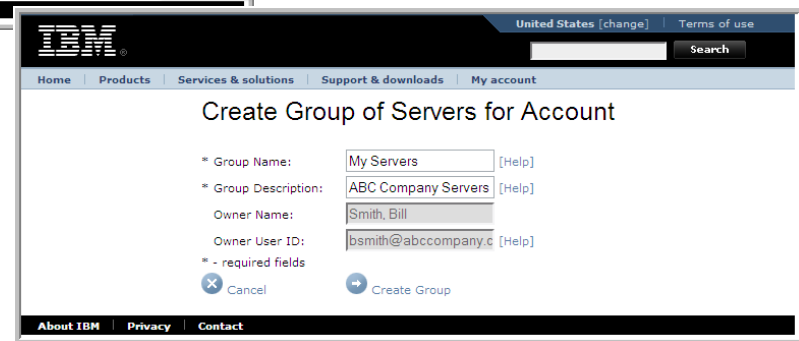 United States [change] | Terms of use
IBM®
Search
Home | Products | Services & solutions | Support & downloads | My account
Create Group of Servers for Account
* Group Name: My Servers [Help]
* Group Description: ABC Company Servers [Help]
Owner Name: Smith, Bill
Owner User ID: bsmith@abccompany.c [Help]
* - required fields
Cancel Create Group
About IBM | Privacy | Contact